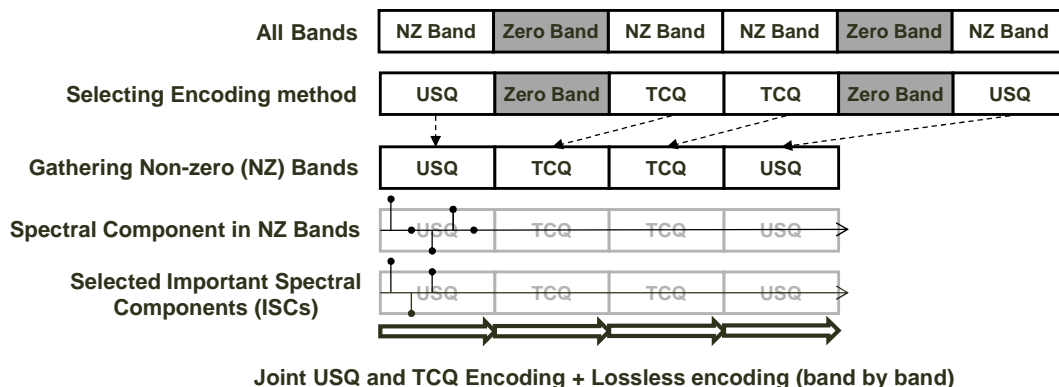 All Bands NZ Band Zero Band NZ Band NZ Band Zero Band NZ Band
Selecting Encoding method USQ Zero Band TCQ TCQ Zero Band USQ
Gathering Non-zero (NZ) Bands USQ TCQ TCQ USQ
Spectral Component in NZ Bands USQ TCQ TCQ USQ
Selected Important Spectral
Components (ISCs) USQ TCQ TCQ USQ
Joint USQ and TCQ Encoding + Lossless encoding (band by band)